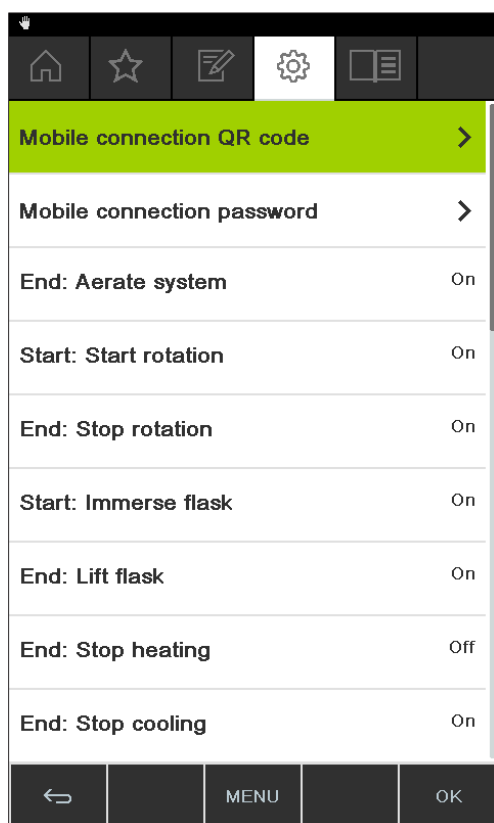 Mobile connection QR code
Mobile connection password
End: Aerate system On
Start: Start rotation On
End: Stop rotation On
Start: Immerse flask On
End: Lift flask On
End: Stop heating Off
End: Stop cooling On
MENU OK